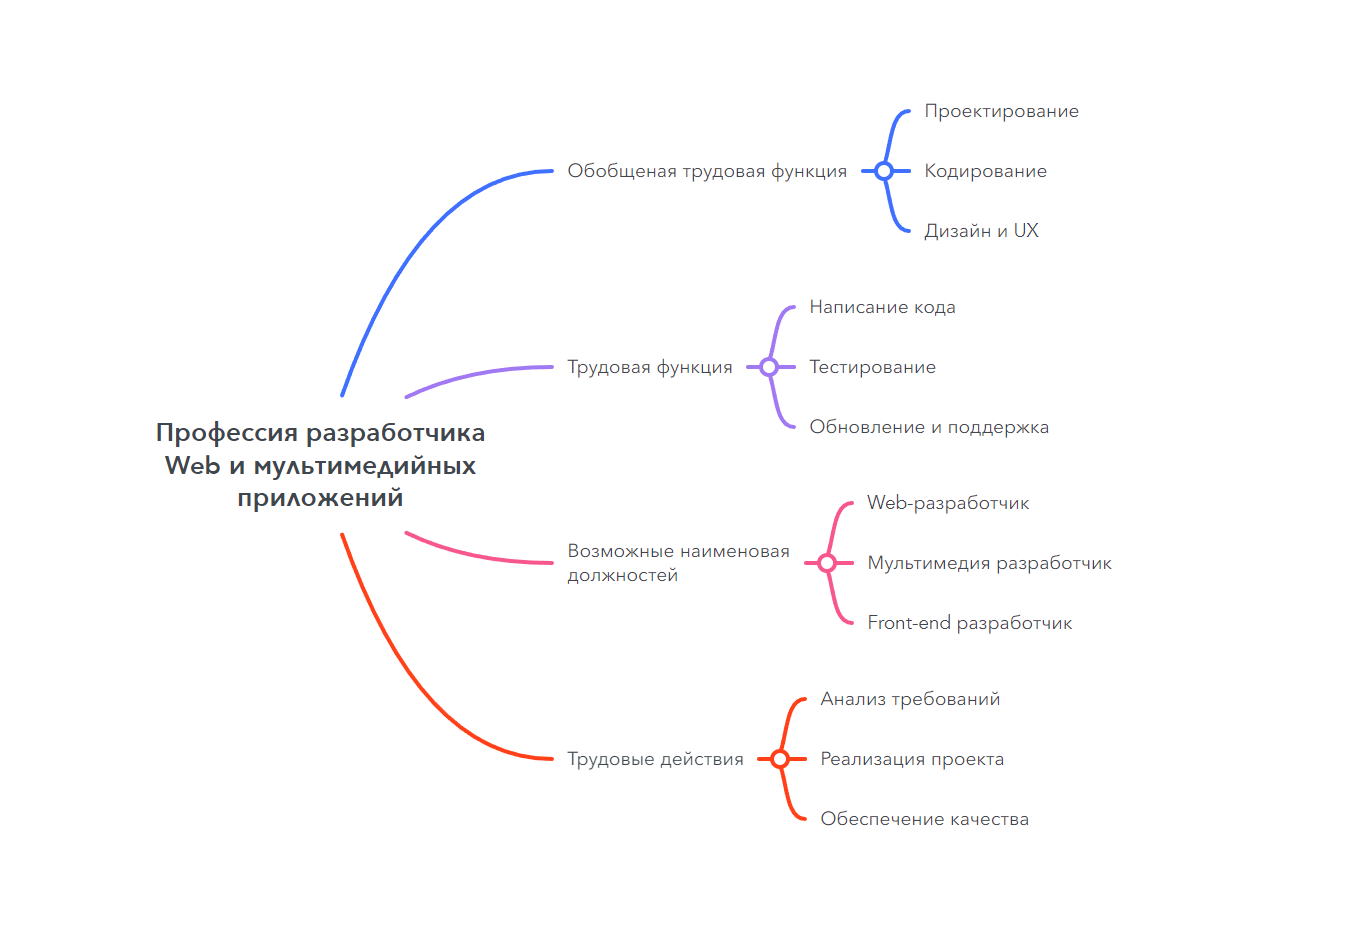 Профессия разработчика
Web и мультимедийных
приложений
Обобщеная трудовая функция
Проектирование
Кодирование
Дизайн и UX
Трудовая функция
Написание кода
Тестирование
Обновление и поддержка
Возможные наименовая
должностей
Web-разработчик
Мультимедия разработчик
Front-end разработчик
Трудовые действия
Анализ требований
Реализация проекта
Обеспечение качества